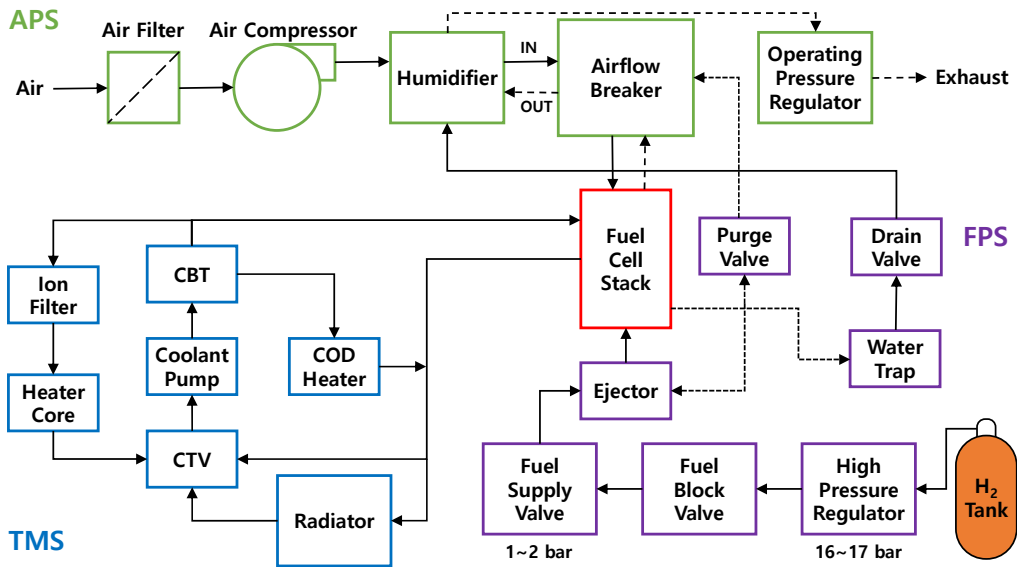 APS
Air Filter
Air Compressor
Air
Humidifier
IN
OUT
Airflow
Breaker
Operating
Pressure
Regulator
Exhaust
Fuel
Cell
Stack
Purge
Valve
Drain
Valve
FPS
Ion
Filter
CBT
Coolant
Pump
COD
Heater
Heater
Core
CTV
Radiator
TMS
Water
Trap
Ejector
Fuel
Supply
Valve
1~2 bar
Fuel
Block
Valve
High
Pressure
Regulator
16~17 bar
H₂
Tank